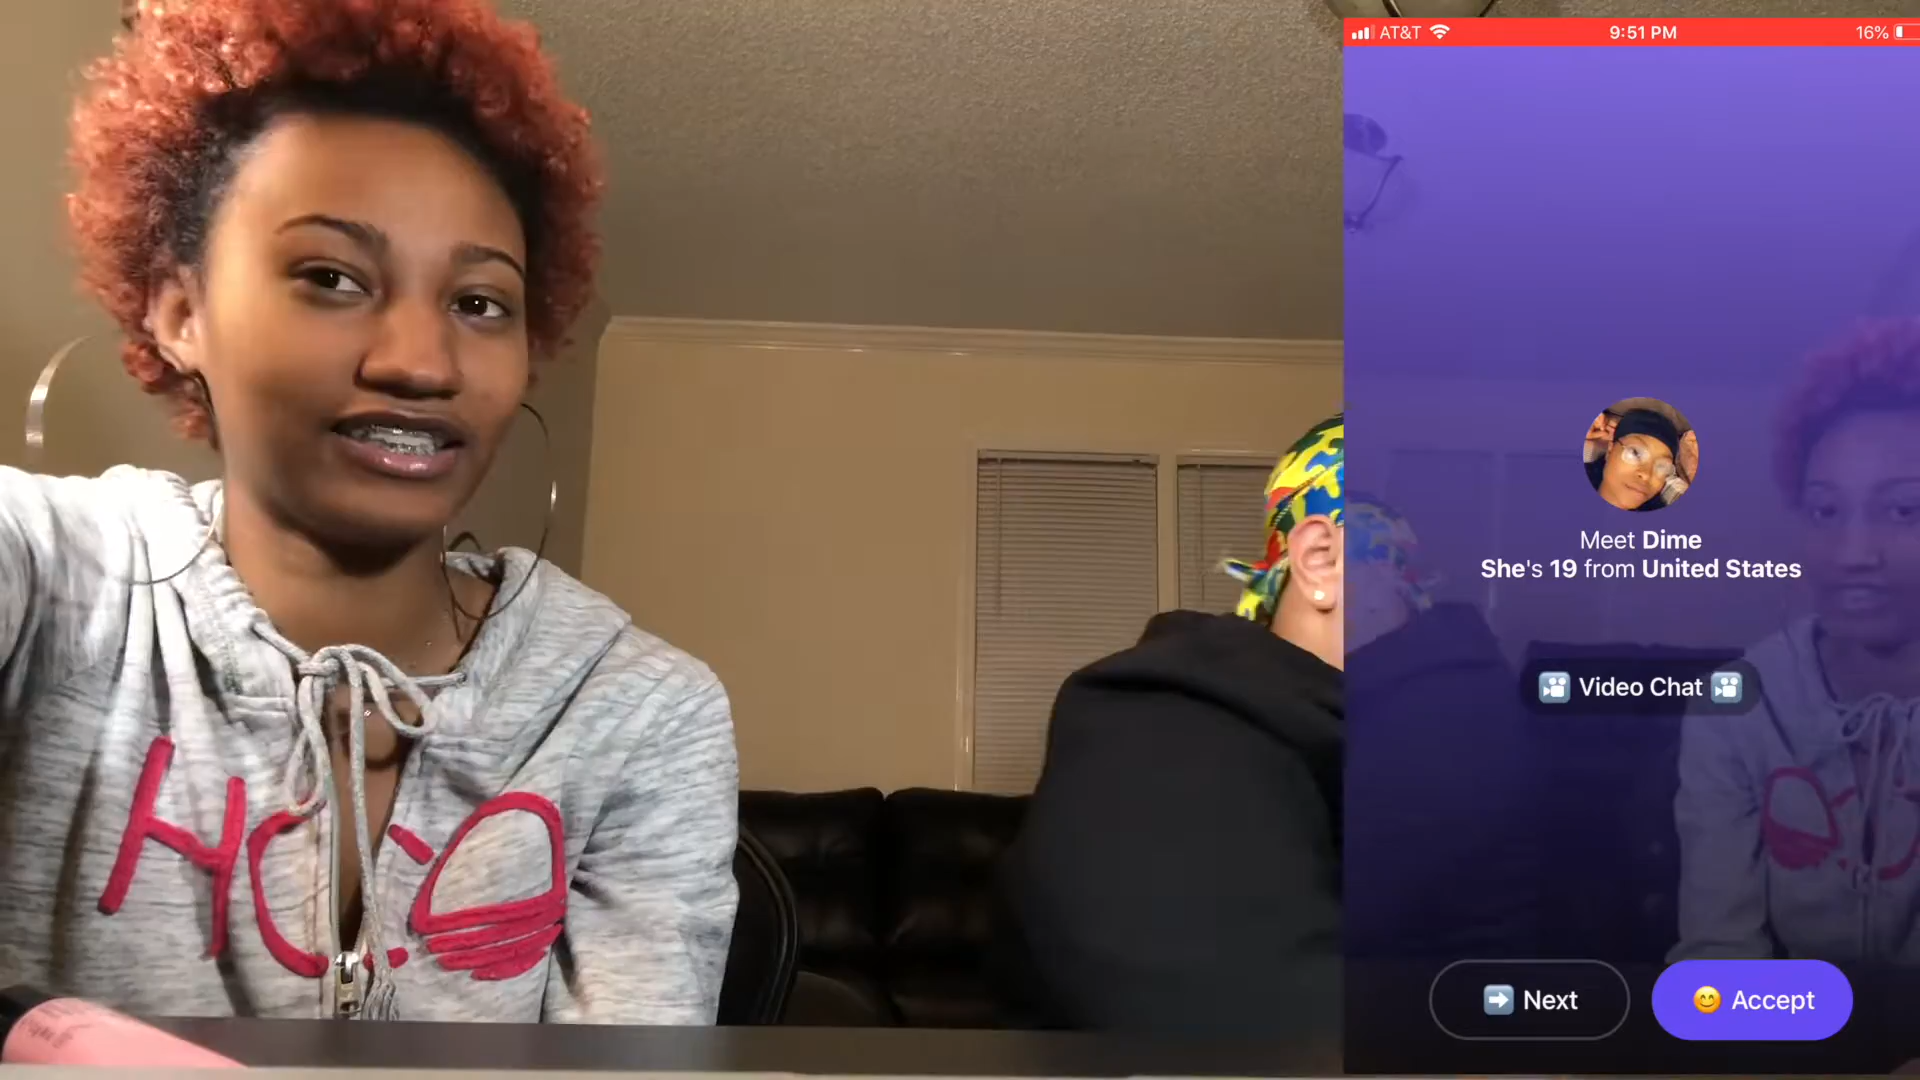 AT&T 9:51 PM 16%
Meet Dime
She's 19 from United States
Video Chat
Next
Accept